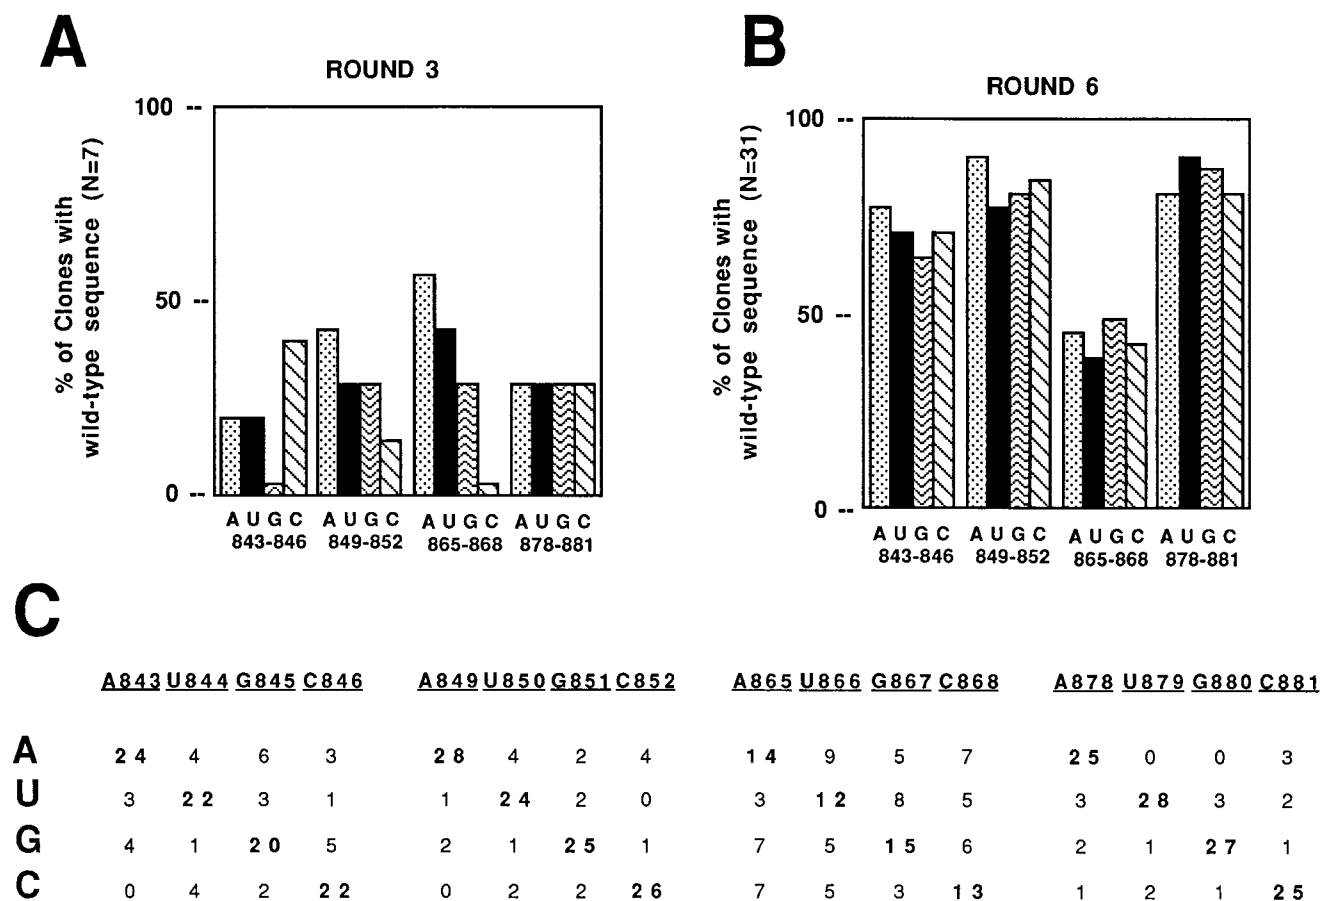 A
ROUND 3
100 --
50 --
0 --
% of Clones with
wild-type sequence (N=7)
A U G C A U G C A U G C A U G C
843-846 849-852 865-868 878-881
B
ROUND 6
100 --
50 --
0 --
% of Clones with
wild-type sequence (N=31)
A U G C A U G C A U G C A U G C
843-846 849-852 865-868 878-881
C
A843 U844 G845 C846 A849 U850 G851 C852 A865 U866 G867 C868 A878 U879 G880 C881
A 24 4 6 3 28 4 2 4 14 9 5 7 25 0 0 3
U 3 22 3 1 1 24 2 0 3 12 8 5 3 28 3 2
G 4 1 20 5 2 1 25 1 7 5 15 6 2 1 27 1
C 0 4 2 22 0 2 2 26 7 5 3 13 1 2 1 25